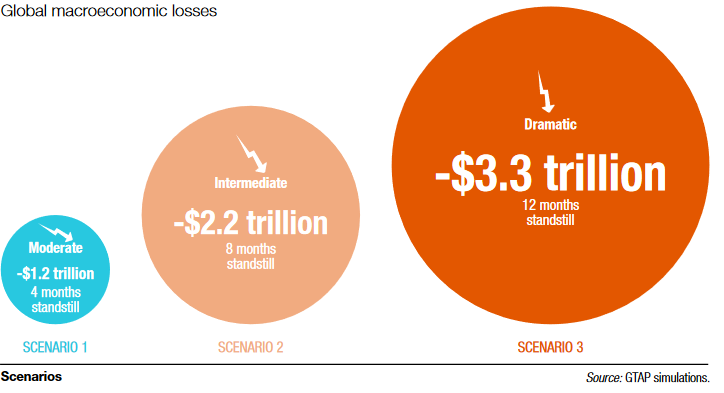 Global macroeconomic losses
Moderate
-$1.2 trillion
4 months
standstill
SCENARIO 1
Intermediate
-$2.2 trillion
8 months
standstill
SCENARIO 2
Dramatic
-$3.3 trillion
12 months
standstill
SCENARIO 3
Scenarios
Source: GTAP simulations.